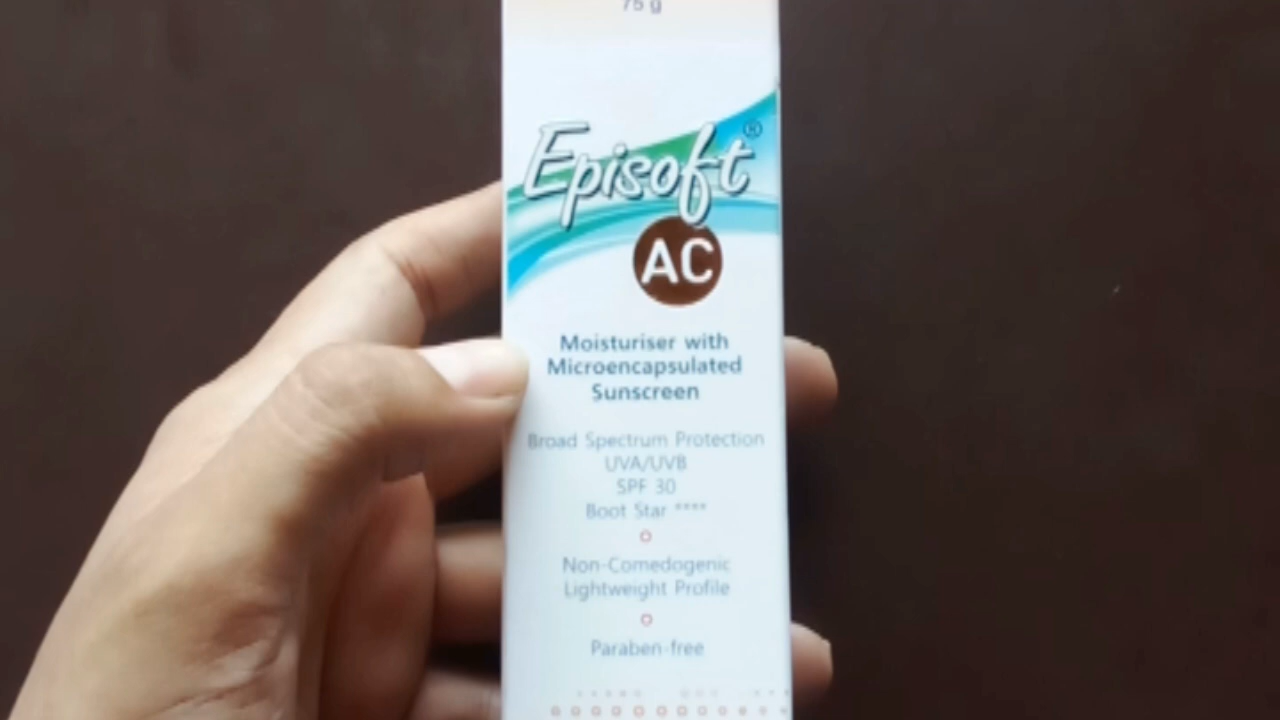 75 g
Episoft®
AC
Moisturiser with
Microencapsulated
Sunscreen
Broad Spectrum Protection
UVA/UVB
SPF 30
Boot Star ****
Non-Comedogenic
Lightweight Profile
Paraben-free